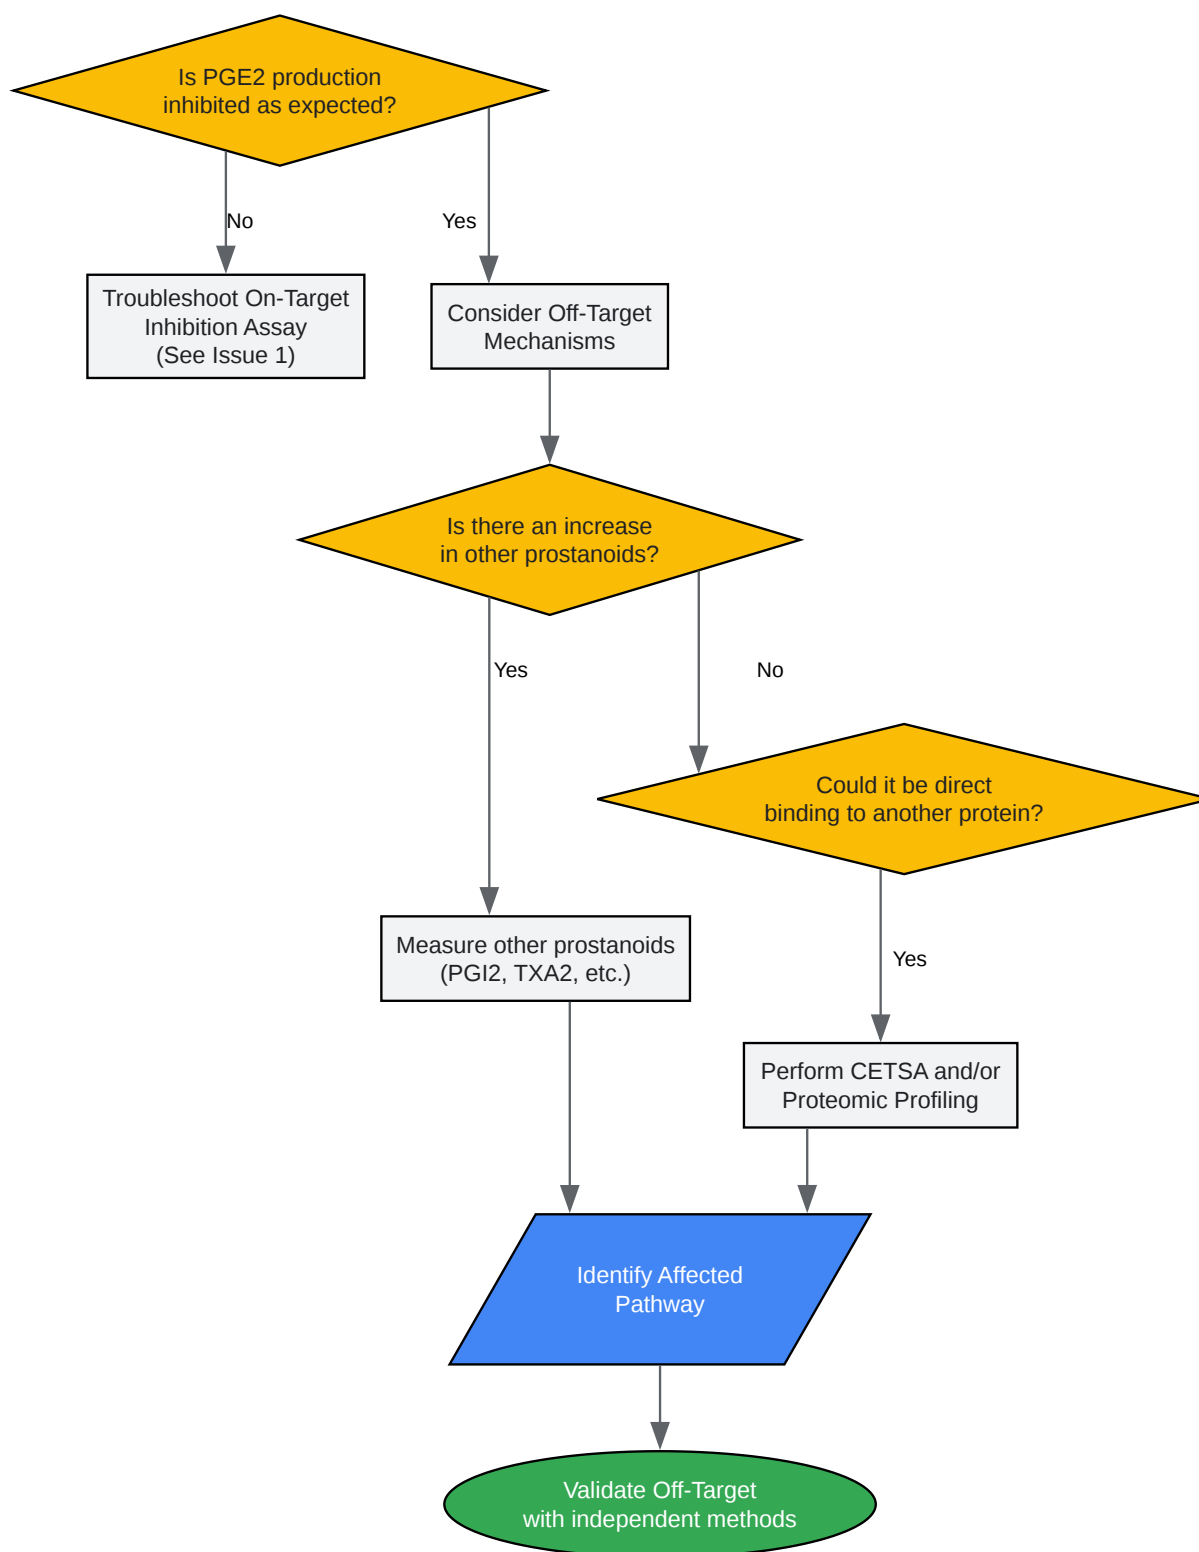 Is PGE2 production
inhibited as expected?
No
Yes
Troubleshoot On-Target
Inhibition Assay
(See Issue 1)
Consider Off-Target
Mechanisms
Is there an increase
in other prostanoids?
Yes
No
Could it be direct
binding to another protein?
Measure other prostanoids
(PGI2, TXA2, etc.)
Yes
Perform CETSA and/or
Proteomic Profiling
Identify Affected
Pathway
Validate Off-Target
with independent methods